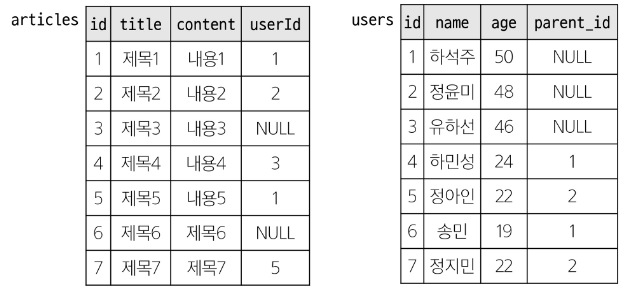 articles
id title content userId
1 제목1 내용1 1
2 제목2 내용2 2
3 제목3 내용3 NULL
4 제목4 내용4 3
5 제목5 내용5 1
6 제목6 제목6 NULL
7 제목7 제목7 5
users
id name age parent_id
1 하석주 50 NULL
2 정윤미 48 NULL
3 유하선 46 NULL
4 하민성 24 1
5 정아인 22 2
6 송민 19 1
7 정지민 22 2